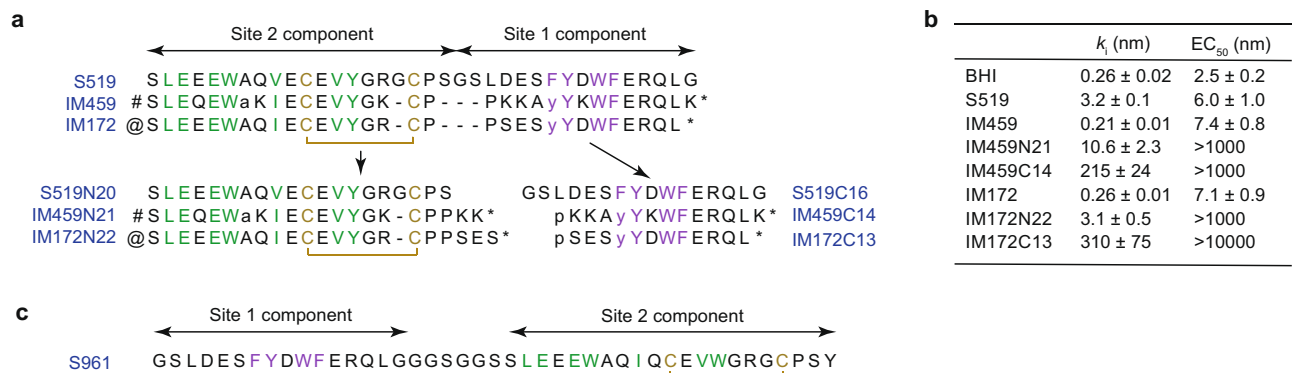 a
Site 2 component Site 1 component
S519 SLEEEWAQVECEVYGRGCPSGSLDESFYDWFERQLG
IM459 #SLEQEWaKIECEVYGK-CP---PKKAyYKWFERQLK*
IM172 @SLEEEWAQIECEVYGR-CP---PSESyYDWFERQL*
S519N20 SLEEEWAQVECEVYGRGCPS GSLDESFYDWFERQLG S519C16
IM459N21 #SLEQEWaKIECEVYGK-CPPKK* pKKAyYKWFERQLK* IM459C14
IM172N22 @SLEEEWAQIECEVYGR-CPPSES* pSESyYDWFERQL* IM172C13
b
ki (nm) EC50 (nm)
BHI 0.26 ± 0.02 2.5 ± 0.2
S519 3.2 ± 0.1 6.0 ± 1.0
IM459 0.21 ± 0.01 7.4 ± 0.8
IM459N21 10.6 ± 2.3 >1000
IM459C14 215 ± 24 >1000
IM172 0.26 ± 0.01 7.1 ± 0.9
IM172N22 3.1 ± 0.5 >1000
IM172C13 310 ± 75 >10000
c
Site 1 component Site 2 component
S961 GSLDESFYDWFERQLGGGSGGSSLEEEWAQIQCEVWGRGCPSY